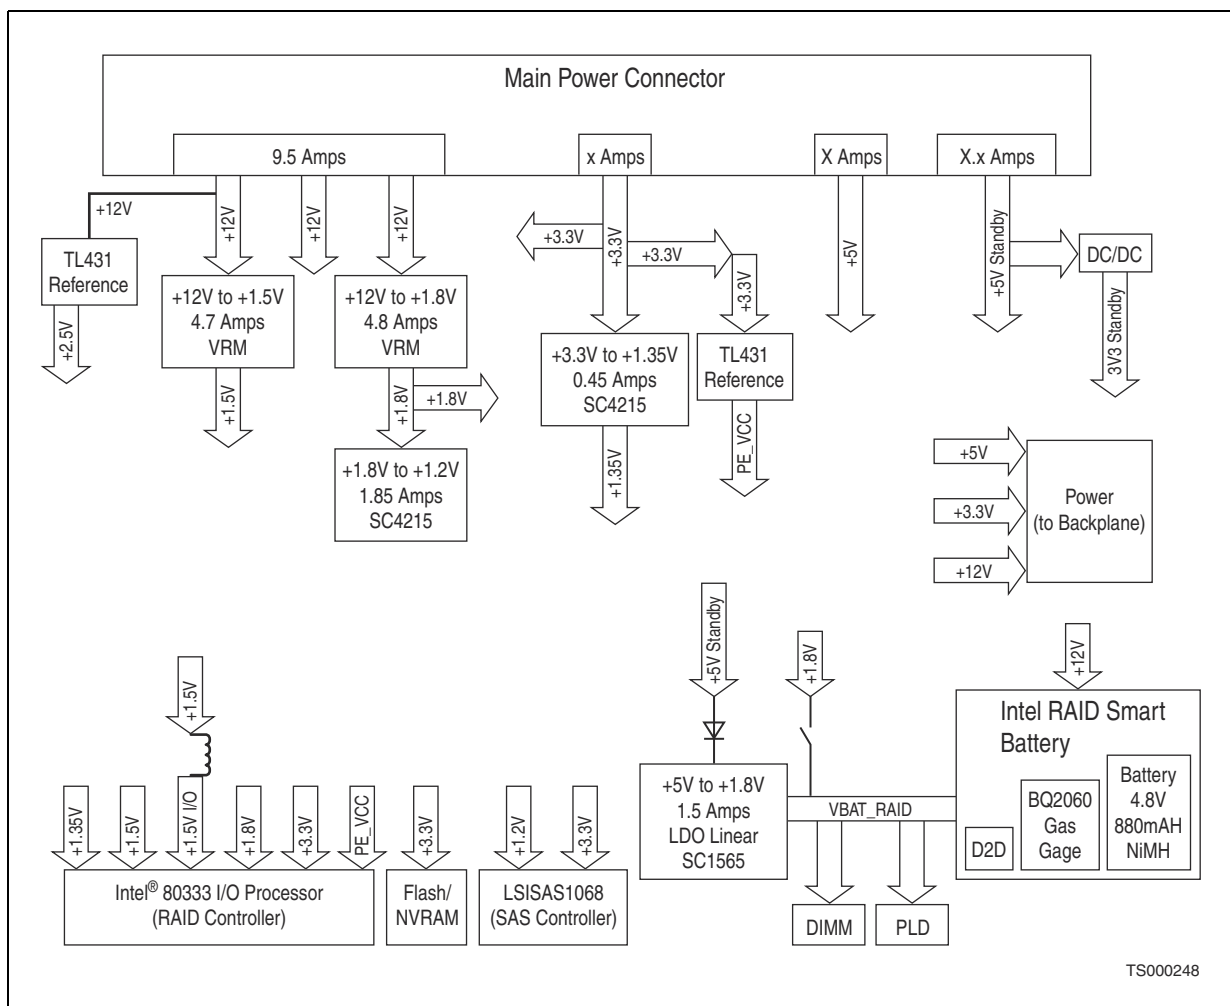 Main Power Connector
9.5 Amps
x Amps
X Amps
X.x Amps
+12V
+12V
+12V
+12V
+3.3V
+3.3V
+3.3V
+5V
+5V Standby
DC/DC
TL431
Reference
+2.5V
+12V to +1.5V
4.7 Amps
VRM
+1.5V
+12V to +1.8V
4.8 Amps
VRM
+1.8V
+1.8V
+1.8V to +1.2V
1.85 Amps
SC4215
+3.3V to +1.35V
0.45 Amps
SC4215
+1.35V
+3.3V
TL431
Reference
PE_VCC
3V3 Standby
+5V
+3.3V
+12V
Power
(to Backplane)
+5V Standby
+1.8V
+12V
+1.5V
+1.35V
+1.5V
+1.5V I/O
+1.8V
+3.3V
PE_VCC
+3.3V
+1.2V
+3.3V
Intel® 80333 I/O Processor
(RAID Controller)
Flash/
NVRAM
LSISAS1068
(SAS Controller)
+5V to +1.8V
1.5 Amps
LDO Linear
SC1565
VBAT_RAID
DIMM
PLD
Intel RAID Smart
Battery
D2D
BQ2060
Gas
Gage
Battery
4.8V
880mAH
NiMH
TS000248